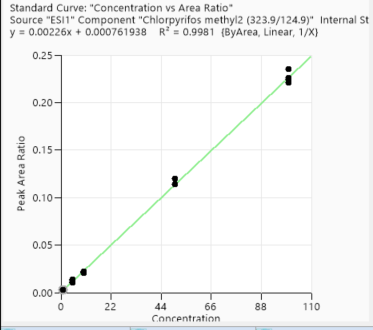 Standard Curve: "Concentration vs Area Ratio"
Source "ESI1" Component "Chlorpyrifos methyl2 (323.9/124.9)" Internal St
y = 0.00226x + 0.000761938 R² = 0.9981 {ByArea, Linear, 1/X}
0.25
0.20
0.15
0.10
0.05
0.00
Peak Area Ratio
0 22 44 66 88 110
Concentration